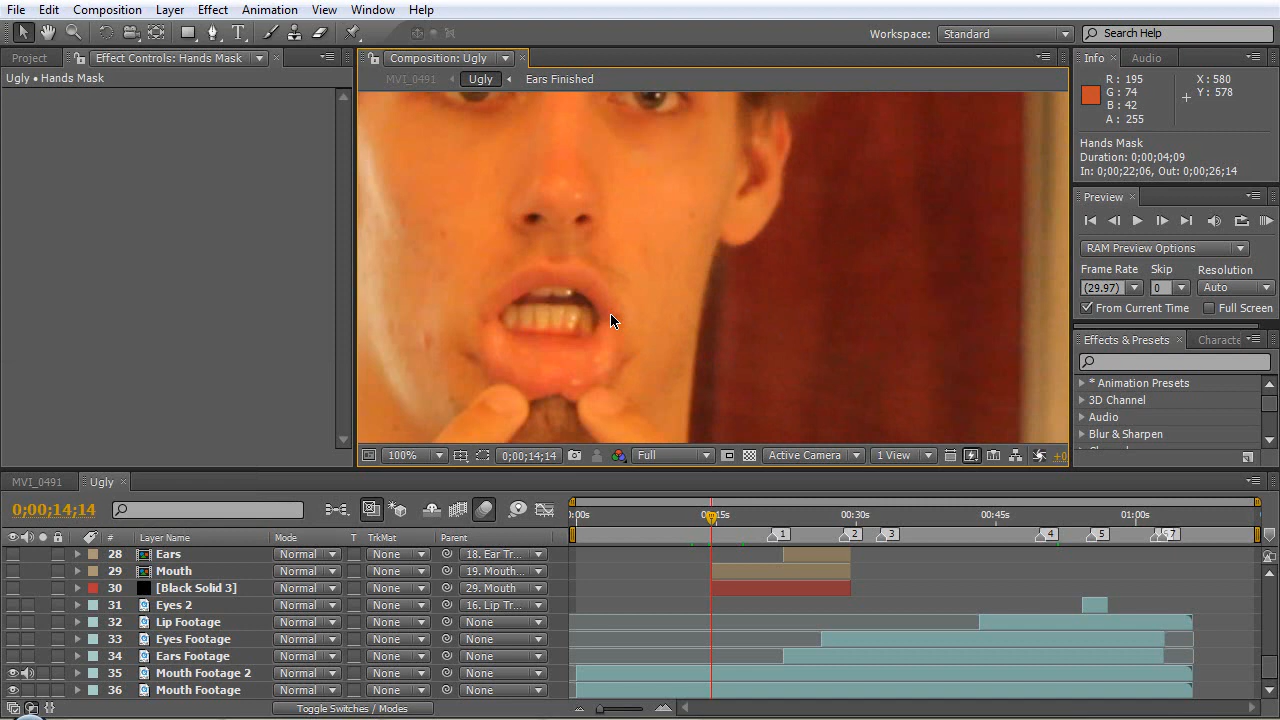 File Edit Composition Layer Effect Animation View Window Help
Workspace: Standard Search Help
Project Effect Controls: Hands Mask Composition: Ugly Info Audio
Ugly • Hands Mask
MVI_0491 Ugly Ears Finished
R : 195 X : 580
G : 74 Y : 578
B : 42
A : 255
Hands Mask
Duration: 0;00;04;09
In: 0;00;22;06, Out: 0;00;26;14
Preview
RAM Preview Options
Frame Rate Skip Resolution
(29.97) 0 Auto
From Current Time Full Screen
Effects & Presets Characte
* Animation Presets
3D Channel
Audio
Blur & Sharpen
100% 0;00;14;14 Full Active Camera 1 View +0
MVI_0491 Ugly
0;00;14;14
:00s 15s 00:30s 00:45s 01:00s
# Layer Name Mode T TrkMat Parent
1 2 3 4 5 7
28 Ears Normal None 18. Ear Tr...
29 Mouth Normal None 19. Mouth...
30 [Black Solid 3] Normal None 29. Mouth
31 Eyes 2 Normal None 16. Lip Tr...
32 Lip Footage Normal None None
33 Eyes Footage Normal None None
34 Ears Footage Normal None None
35 Mouth Footage 2 Normal None None
36 Mouth Footage Normal None None
Toggle Switches / Modes